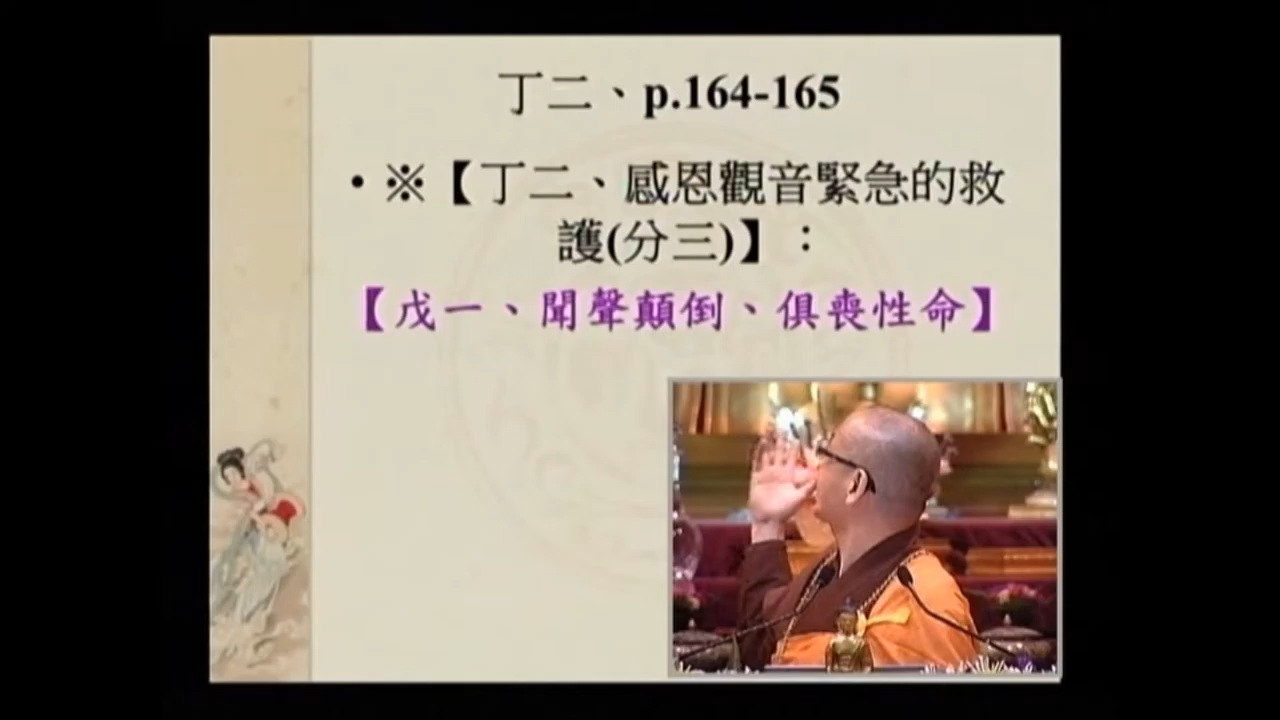 丁二、p.164-165
•※【丁二、感恩觀音緊急的救
護(分三)】：
【戊一、聞聲顛倒、俱喪性命】